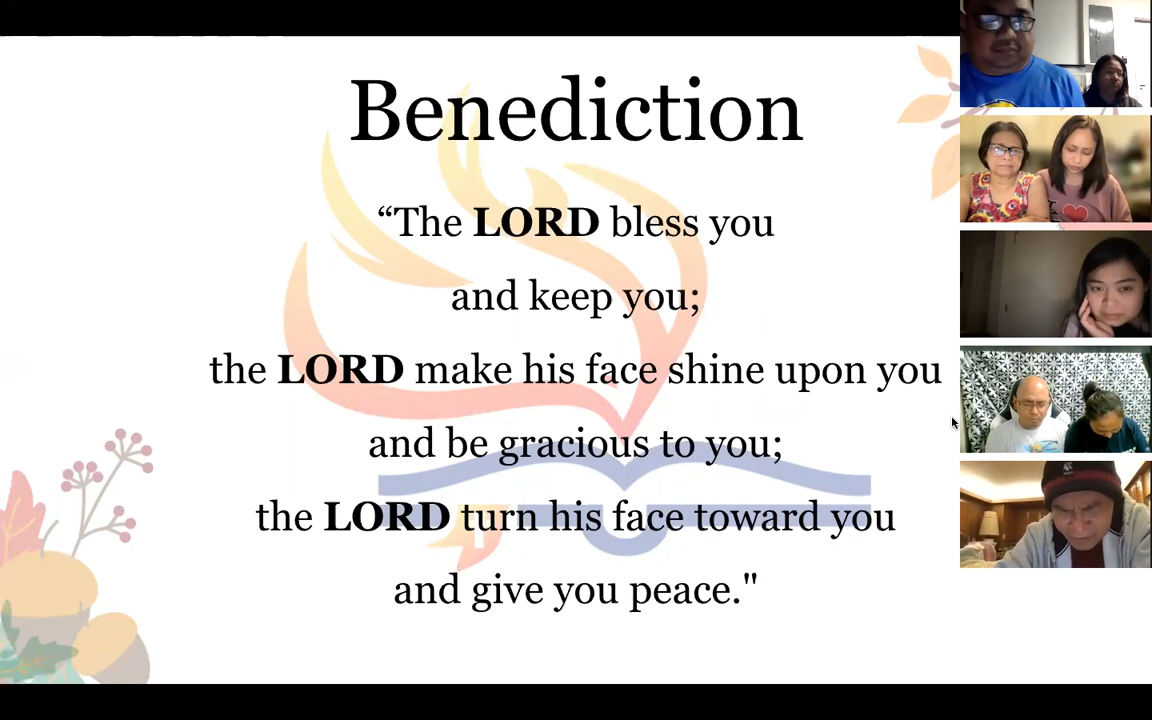 Benediction
“The LORD bless you
and keep you;
the LORD make his face shine upon you
and be gracious to you;
the LORD turn his face toward you
and give you peace."